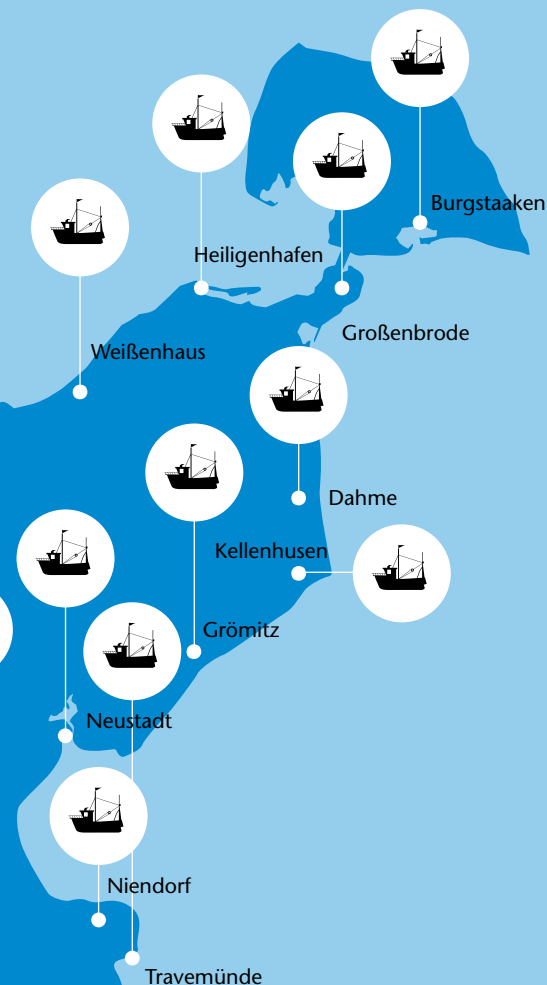 Burgstaaken
Heiligenhafen
Großenbrode
Weißenhaus
Dahme
Kellenhusen
Grömitz
Neustadt
Niendorf
Travemünde